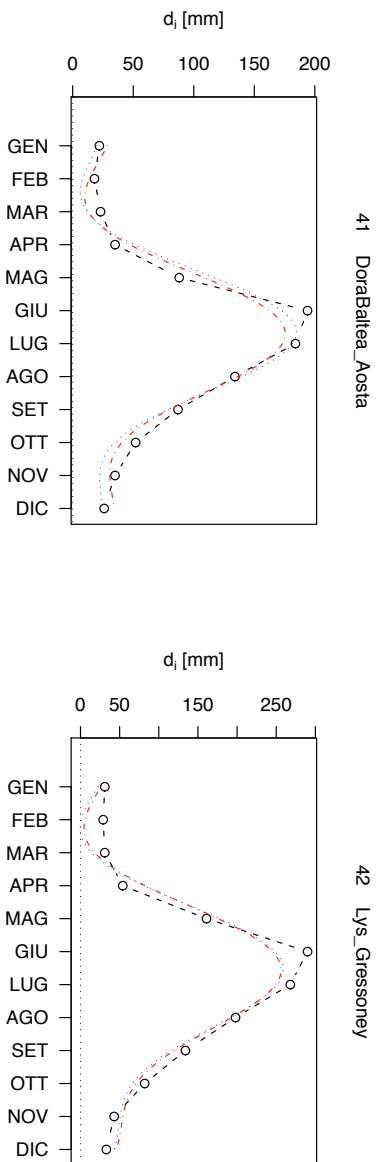 41 DoraBaltea_Aosta
dᵢ [mm]
0 50 100 150 200
GEN
FEB
MAR
APR
MAG
GIU
LUG
AGO
SET
OTT
NOV
DIC
42 Lys_Gressoney
dᵢ [mm]
0 50 150 250
GEN
FEB
MAR
APR
MAG
GIU
LUG
AGO
SET
OTT
NOV
DIC